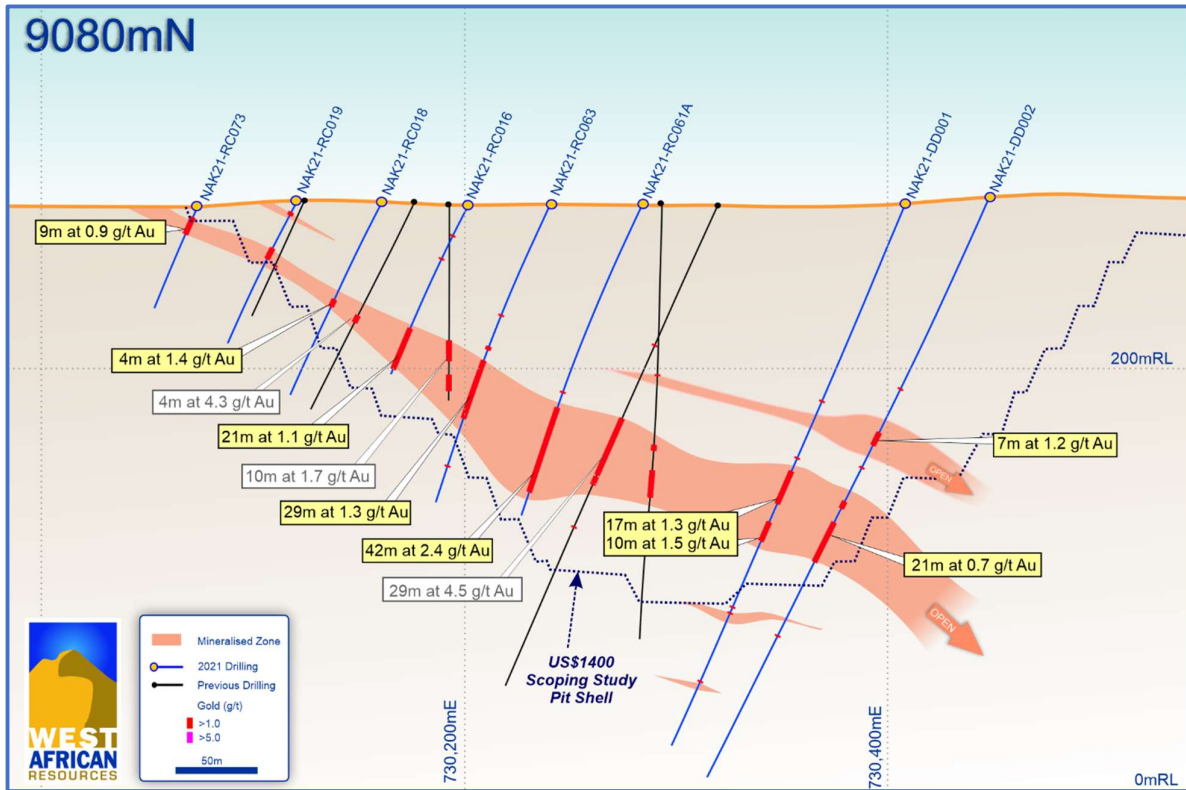 9080mN
NAK21-RC073
NAK21-RC019
NAK21-RC018
NAK21-RC016
NAK21-RC063
NAK21-RC061A
NAK21-DD001
NAK21-DD002
9m at 0.9 g/t Au
4m at 1.4 g/t Au
200mRL
4m at 4.3 g/t Au
21m at 1.1 g/t Au
7m at 1.2 g/t Au
10m at 1.7 g/t Au
OPEN
29m at 1.3 g/t Au
17m at 1.3 g/t Au
10m at 1.5 g/t Au
42m at 2.4 g/t Au
21m at 0.7 g/t Au
29m at 4.5 g/t Au
OPEN
US$1400
Scoping Study
Pit Shell
Mineralised Zone
2021 Drilling
Previous Drilling
Gold (g/t)
>1.0
>5.0
50m
WEST
AFRICAN
RESOURCES
730,200mE
730,400mE
0mRL